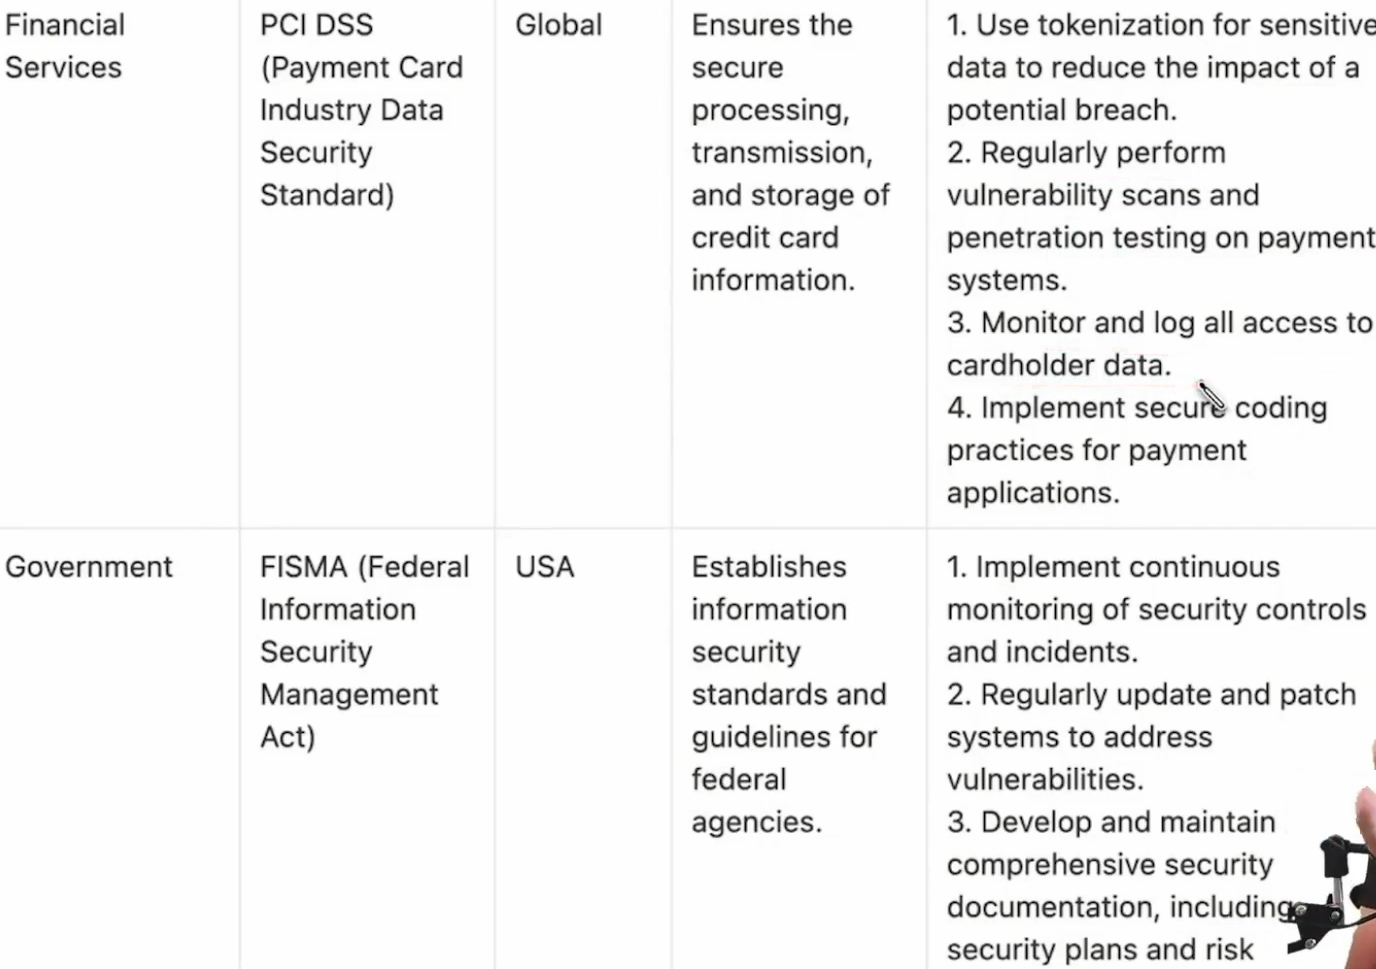 Financial
Services
PCI DSS
(Payment Card
Industry Data
Security
Standard)
Global
Ensures the
secure
processing,
transmission,
and storage of
credit card
information.
1. Use tokenization for sensitive
data to reduce the impact of a
potential breach.
2. Regularly perform
vulnerability scans and
penetration testing on payment
systems.
3. Monitor and log all access to
cardholder data.
4. Implement secure coding
practices for payment
applications.
Government
FISMA (Federal
Information
Security
Management
Act)
USA
Establishes
information
security
standards and
guidelines for
federal
agencies.
1. Implement continuous
monitoring of security controls
and incidents.
2. Regularly update and patch
systems to address
vulnerabilities.
3. Develop and maintain
comprehensive security
documentation, including
security plans and risk